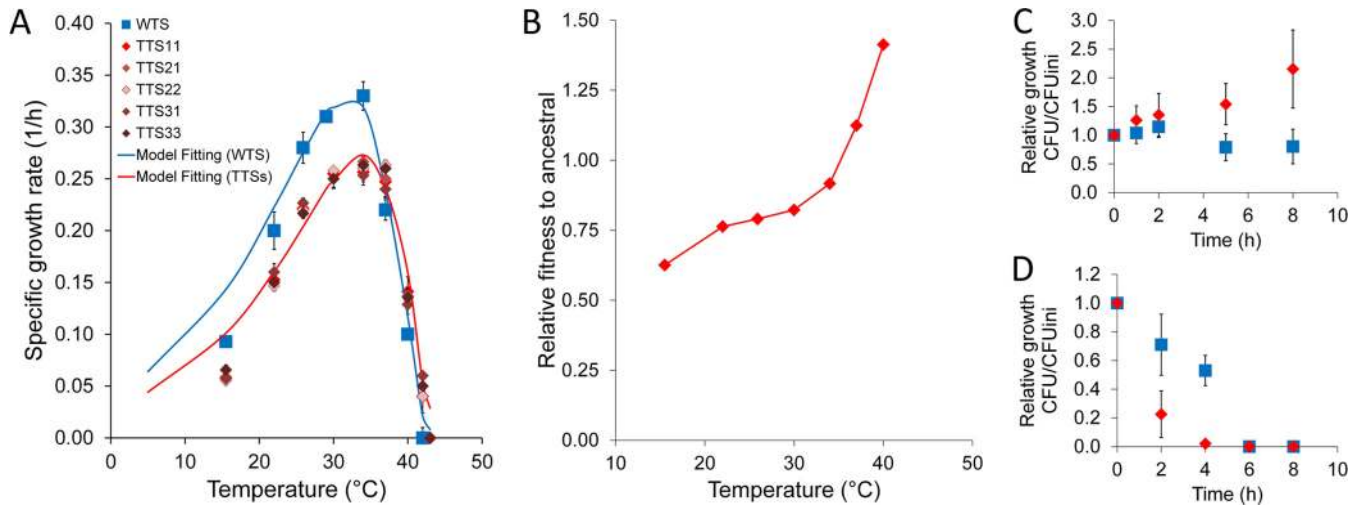 A
Specific growth rate (1/h)
0.40
0.35
0.30
0.25
0.20
0.15
0.10
0.05
0.00
WTS
TTS11
TTS21
TTS22
TTS31
TTS33
Model Fitting (WTS)
Model Fitting (TTSs)
0 10 20 30 40 50
Temperature (°C)
B
Relative fitness to ancestral
1.50
1.25
1.00
0.75
0.50
0.00
10 20 30 40 50
Temperature (°C)
C
Relative growth
CFU/CFUini
3.0
2.5
2.0
1.5
1.0
0.5
0.0
0 2 4 6 8 10
Time (h)
D
Relative growth
CFU/CFUini
1.2
1.0
0.8
0.6
0.4
0.2
0.0
0 2 4 6 8 10
Time (h)